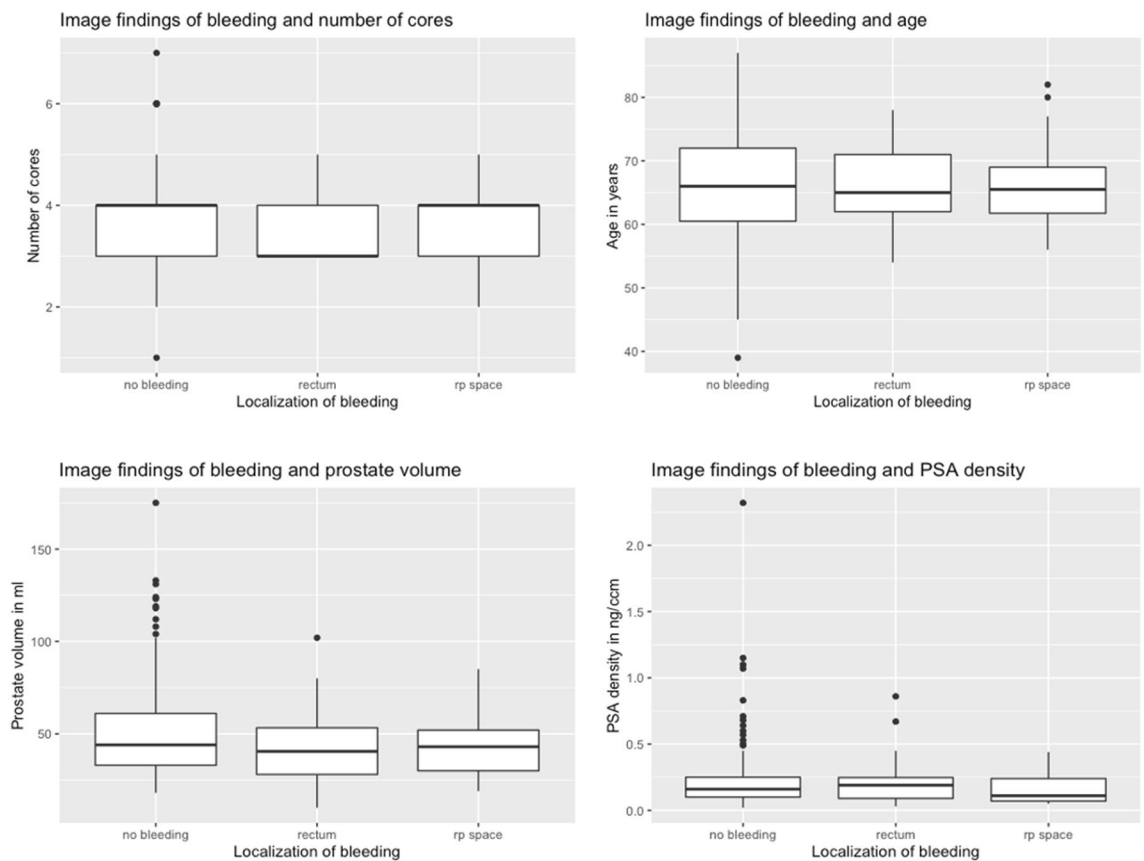 Image findings of bleeding and number of cores
Number of cores
6
4
2
no bleeding
rectum
rp space
Localization of bleeding
Image findings of bleeding and age
Age in years
80
70
60
50
40
no bleeding
rectum
rp space
Localization of bleeding
Image findings of bleeding and prostate volume
Prostate volume in ml
150
100
50
no bleeding
rectum
rp space
Localization of bleeding
Image findings of bleeding and PSA density
PSA density in ng/ccm
2.0
1.5
1.0
0.5
0.0
no bleeding
rectum
rp space
Localization of bleeding